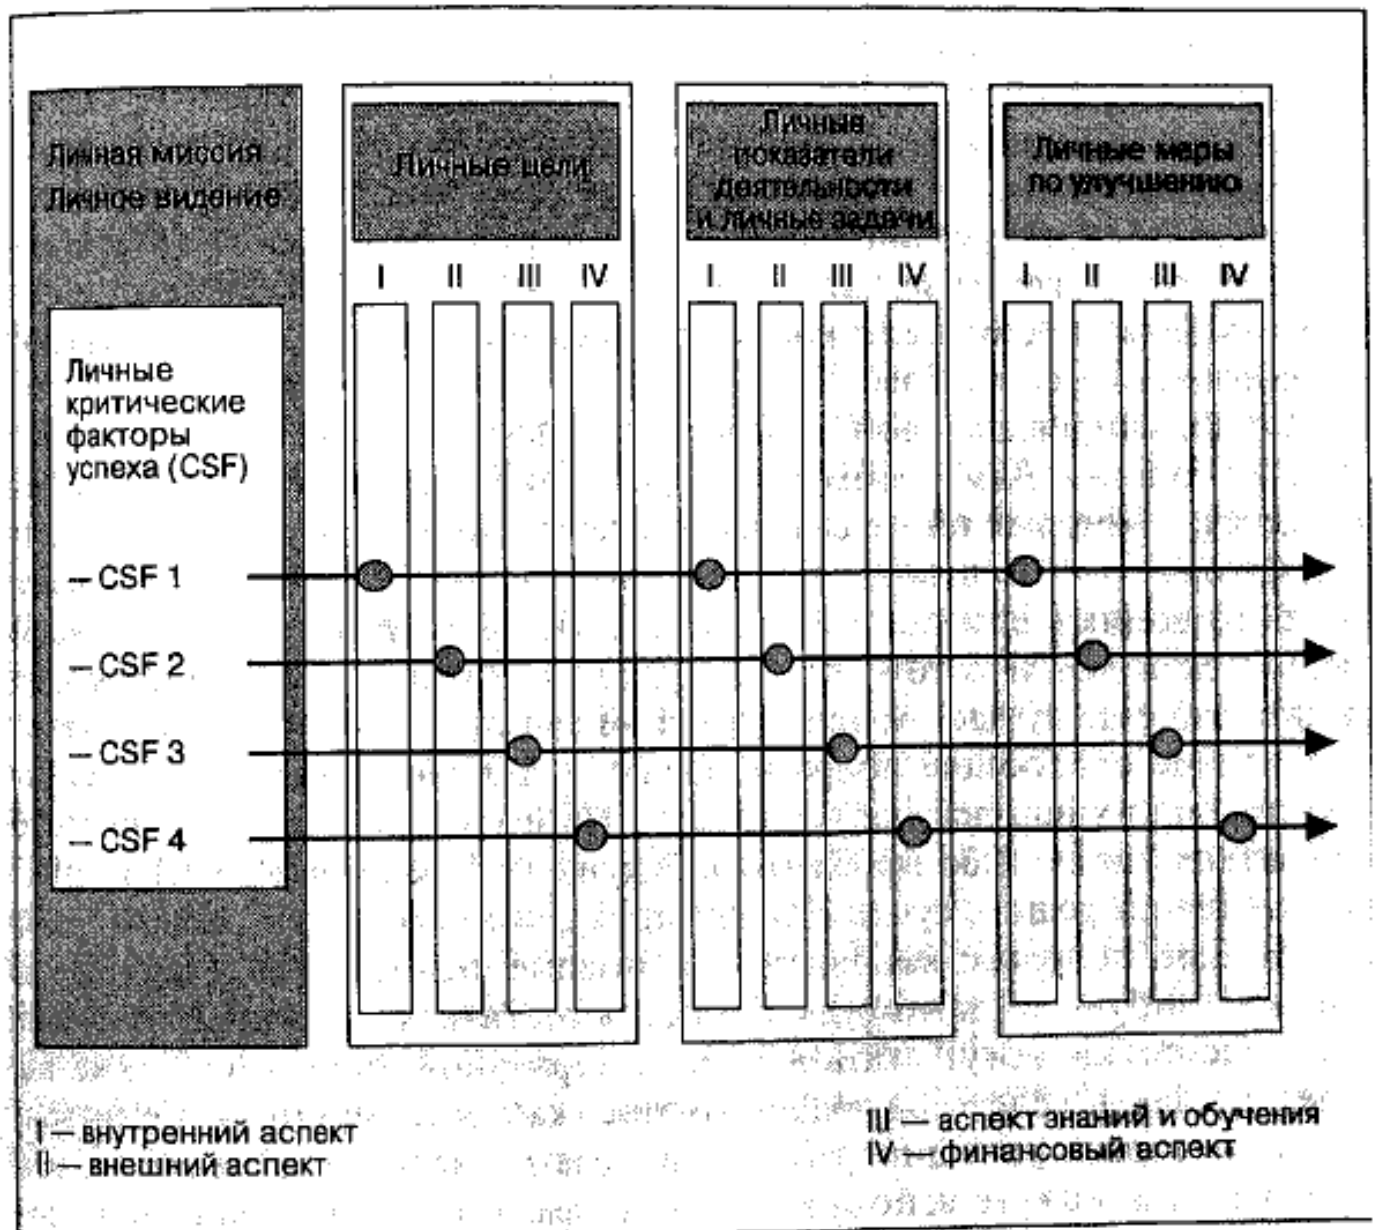 Личная миссия
Личное видение
Личные
критические
факторы
успеха (CSF)
– CSF 1
– CSF 2
– CSF 3
– CSF 4
Личные цели
I II III IV
Личные
показатели
деятельности
и личные задачи
I II III IV
Личные меры
по улучшению
I II III IV
I – внутренний аспект
II – внешний аспект
III – аспект знаний и обучения
IV – финансовый аспект